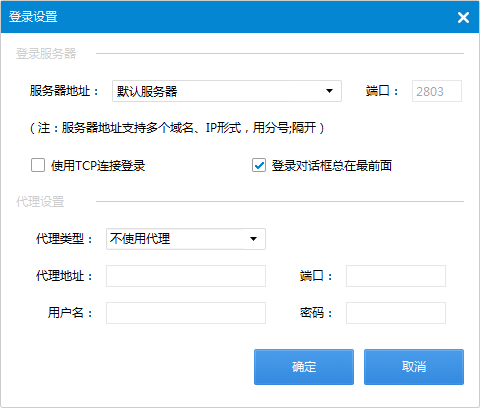 登录设置
登录服务器
服务器地址： 默认服务器 端口： 2803
（注：服务器地址支持多个域名、IP形式，用分号;隔开）
使用TCP连接登录 登录对话框总在最前面
代理设置
代理类型： 不使用代理
代理地址： 端口：
用户名： 密码：
确定 取消